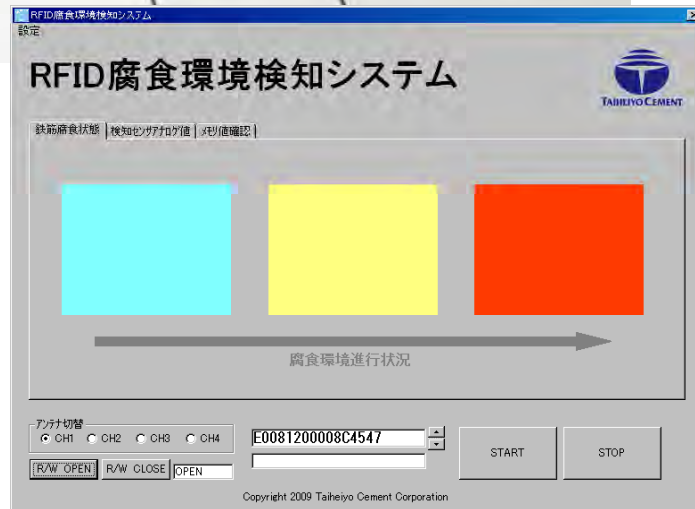 RFID腐食環境検知システム
設定
RFID腐食環境検知システム
TAIHEIYO CEMENT
鉄筋腐食状態 検知センサアナログ値 メモリ値確認
腐食環境進行状況
アンテナ切替
CH1 CH2 CH3 CH4
E0081200008C4547
START STOP
R/W OPEN R/W CLOSE OPEN
Copyright 2009 Taiheiyo Cement Corporation